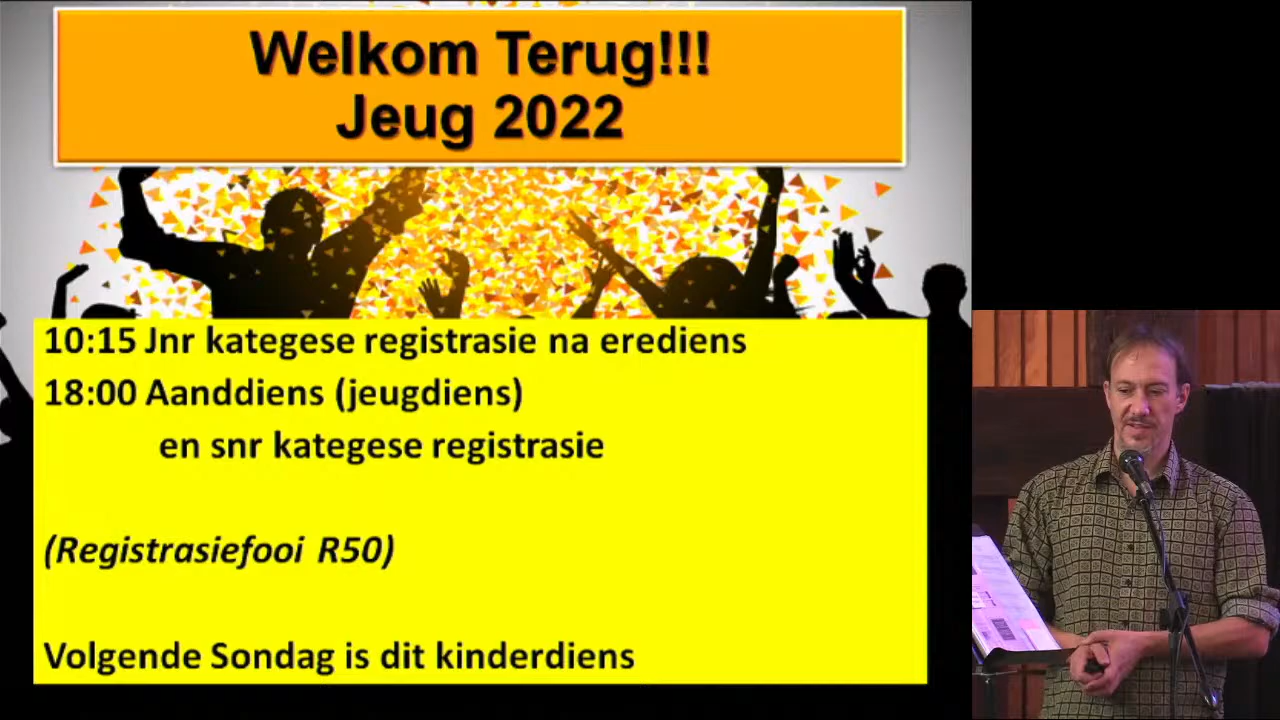 Welkom Terug!!!
Jeug 2022
10:15 Jnr kategese registrasie na erediens
18:00 Aanddiens (jeugdiens)
en snr kategese registrasie
(Registrasiefooi R50)
Volgende Sondag is dit kinderdiens